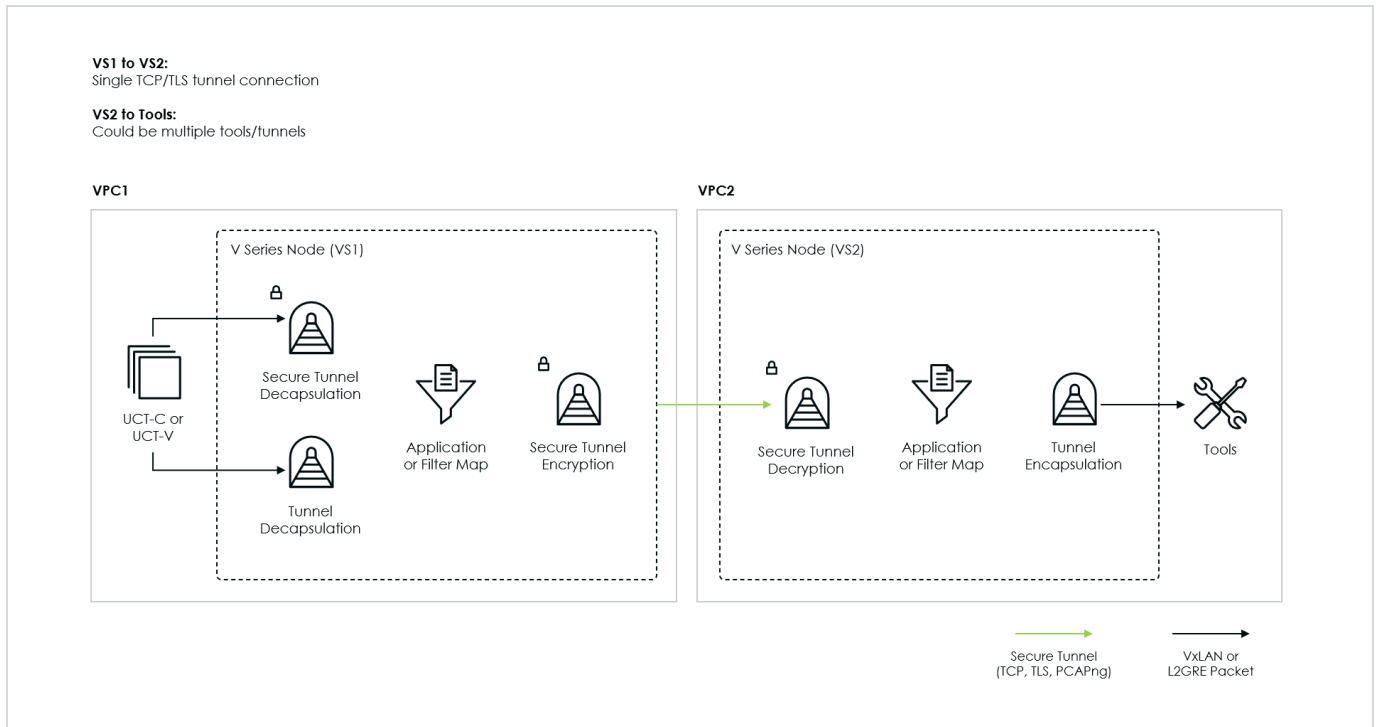 VS1 to VS2:
Single TCP/TLS tunnel connection
VS2 to Tools:
Could be multiple tools/tunnels
VPC1
VPC2
V Series Node (VS1)
V Series Node (VS2)
UCT-C or
UCT-V
Secure Tunnel
Decapsulation
Tunnel
Decapsulation
Application
or Filter Map
Secure Tunnel
Encryption
Secure Tunnel
Decryption
Application
or Filter Map
Tunnel
Encapsulation
Tools
Secure Tunnel
(TCP, TLS, PCAPng)
VxLAN or
L2GRE Packet